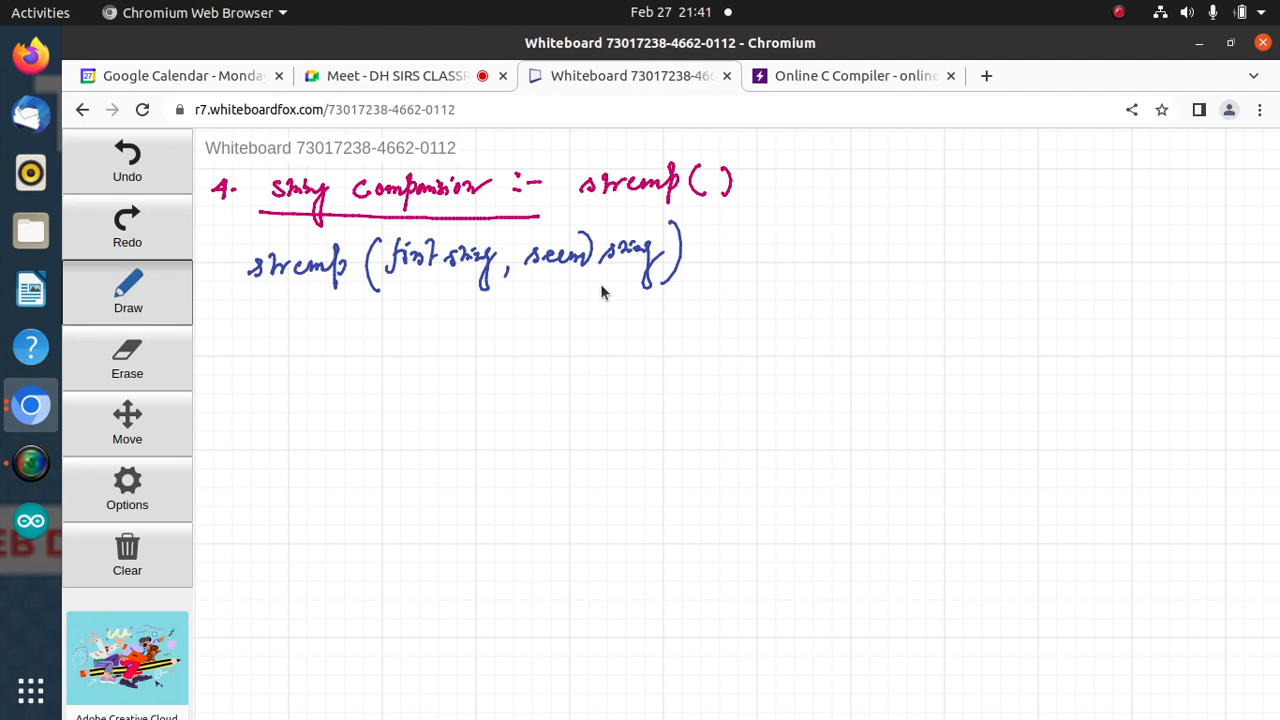 Activities Chromium Web Browser Feb 27 21:41
Whiteboard 73017238-4662-0112 - Chromium
Google Calendar - Monda Meet - DH SIRS CLASSR Whiteboard 73017238-466 Online C Compiler - online
r7.whiteboardfox.com/73017238-4662-0112
Whiteboard 73017238-4662-0112
4. String Comparision :- strcmp( )
strcmp (first string, second string)
Undo
Redo
Draw
Erase
Move
Options
Clear
Adobe Creative Cloud